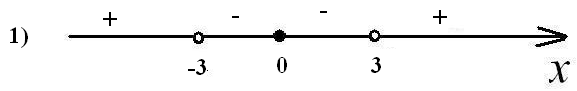 + - - +
1)
-3 0 3
x